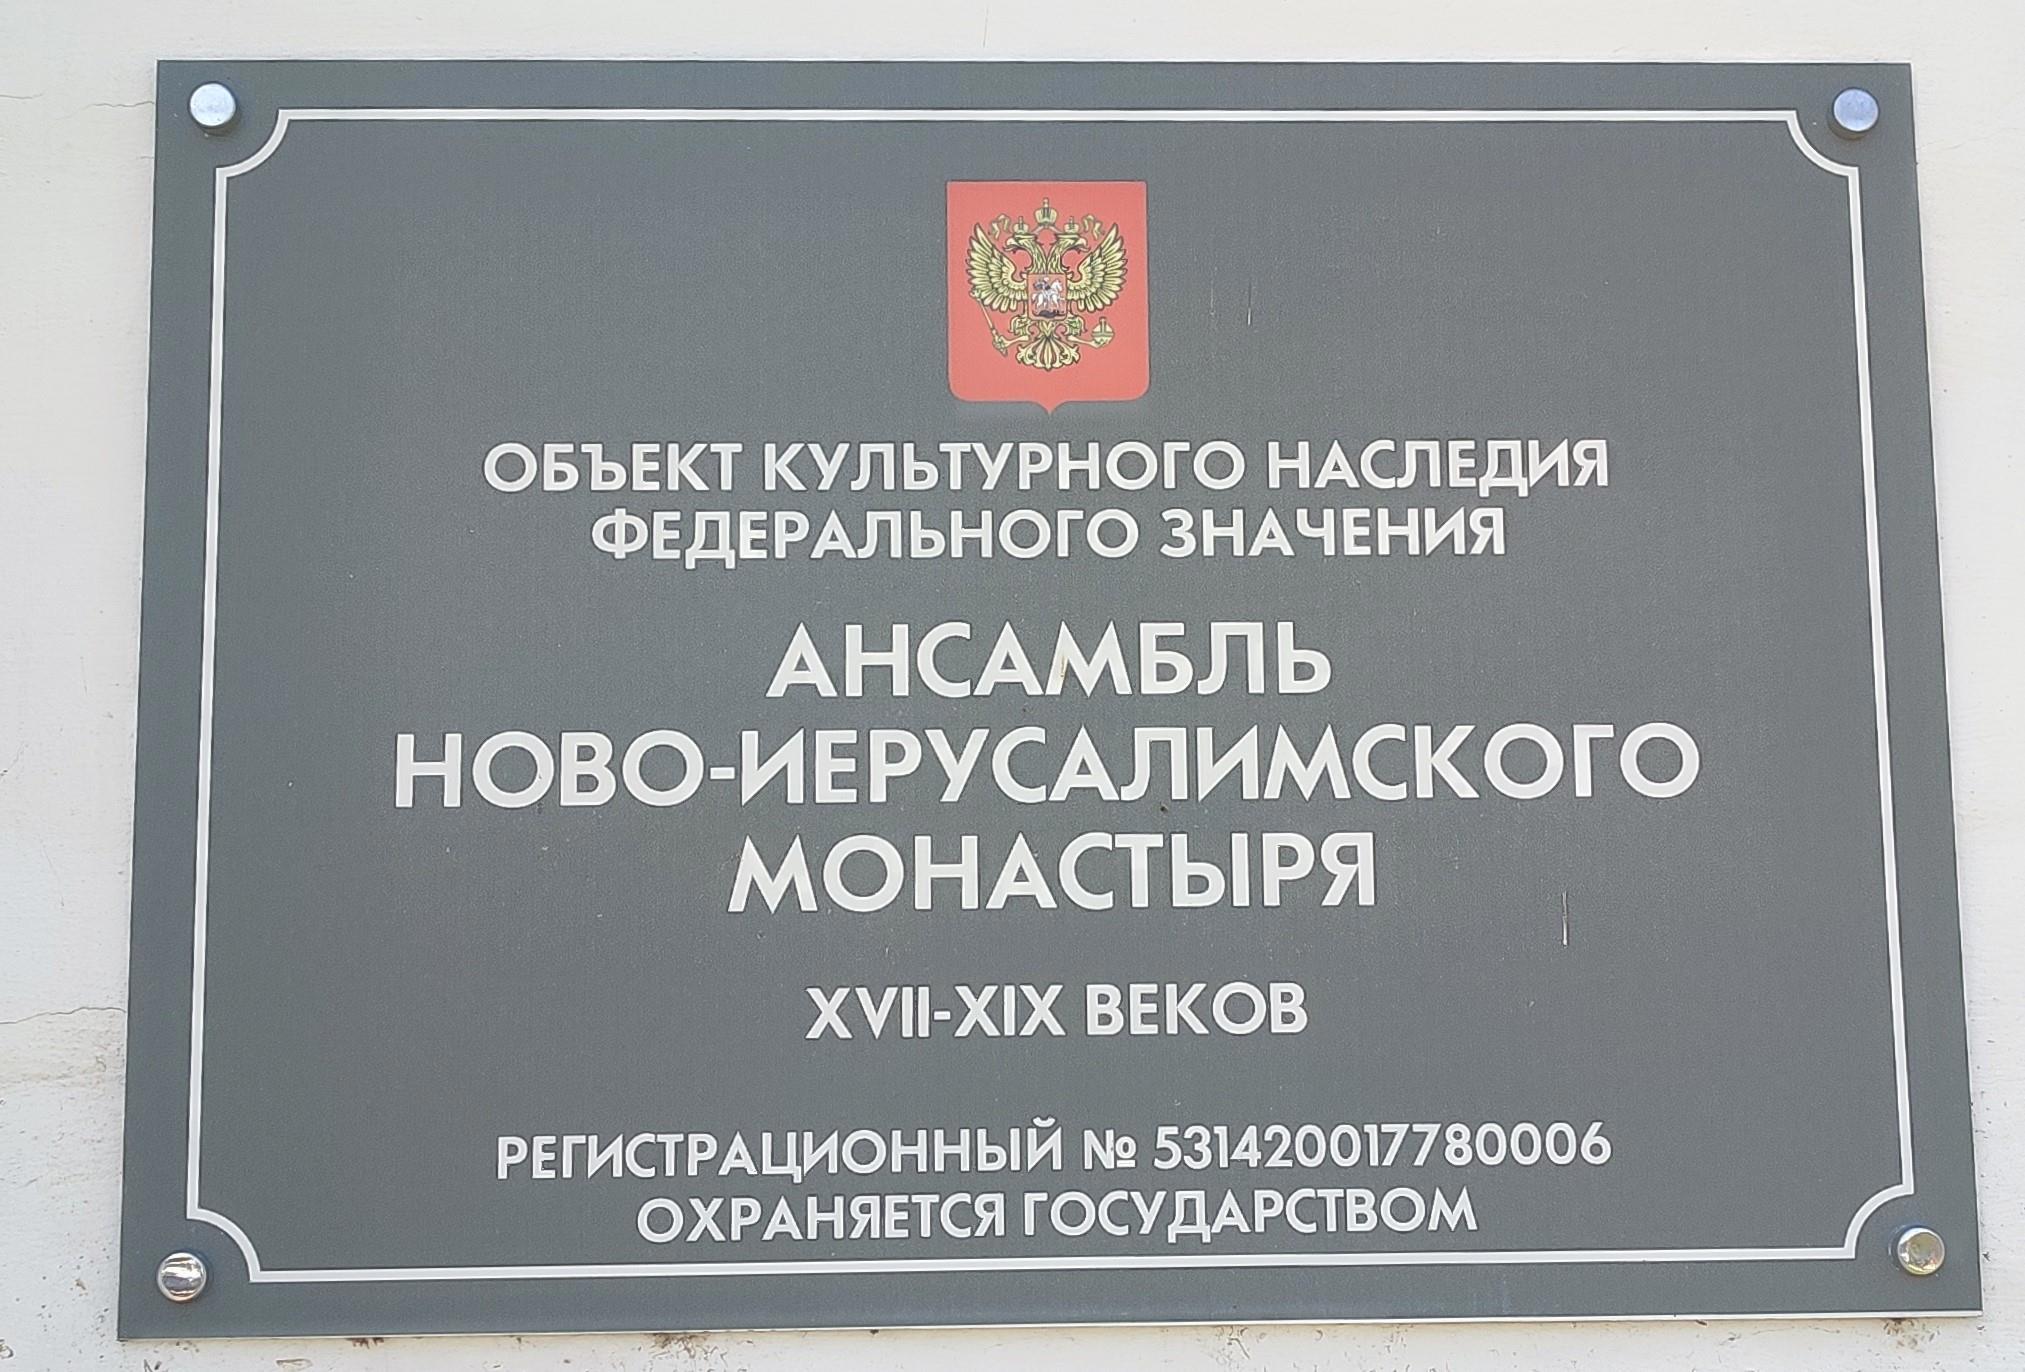 ОБЪЕКТ КУЛЬТУРНОГО НАСЛЕДИЯ
ФЕДЕРАЛЬНОГО ЗНАЧЕНИЯ
АНСАМБЛЬ
НОВО-ИЕРУСАЛИМСКОГО
МОНАСТЫРЯ
XVII-XIX ВЕКОВ
РЕГИСТРАЦИОННЫЙ № 531420017780006
ОХРАНЯЕТСЯ ГОСУДАРСТВОМ